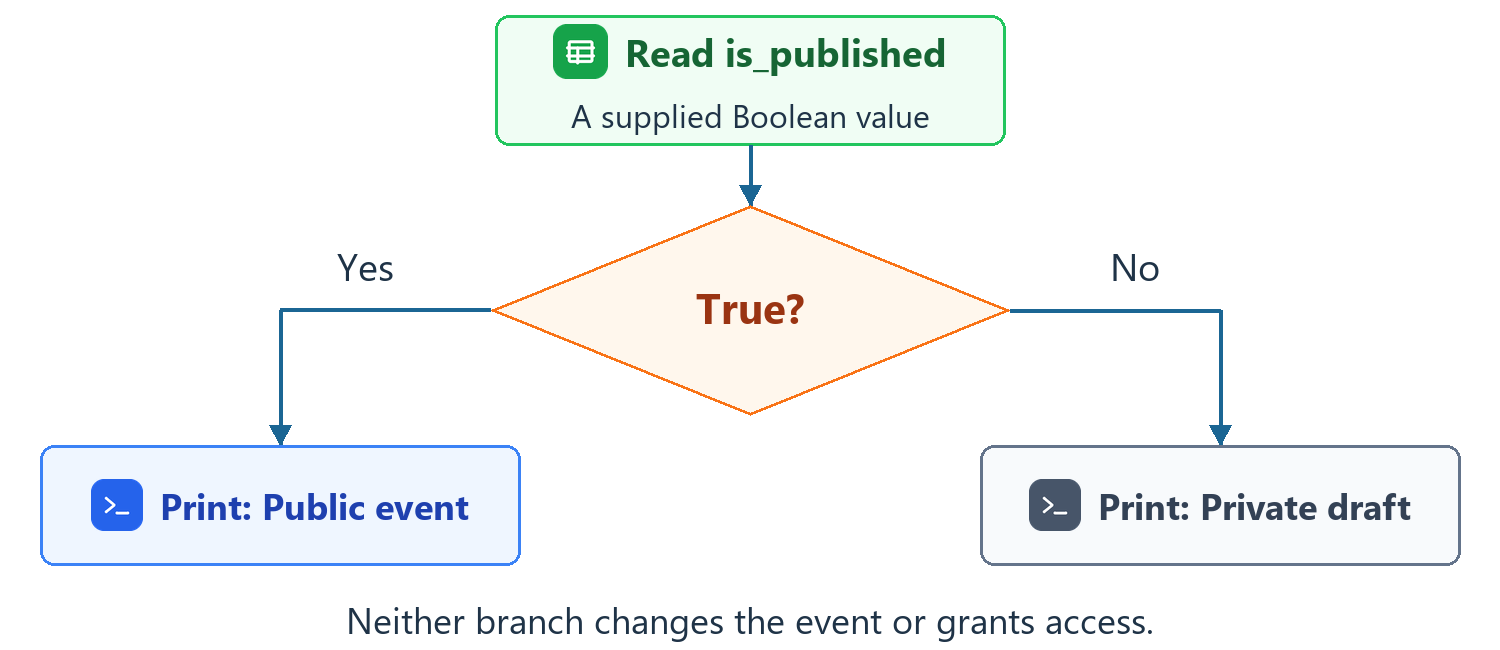 Read is_published
A supplied Boolean value
Yes
No
True?
Print: Public event
Print: Private draft
Neither branch changes the event or grants access.